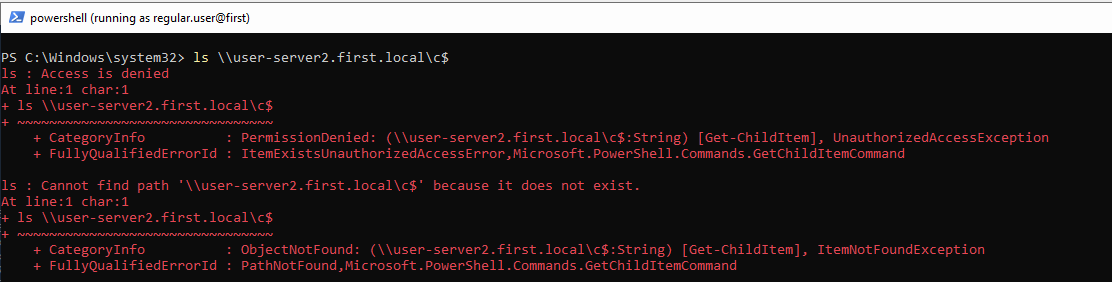 powershell (running as regular.user@first)
PS C:\Windows\system32> ls \\user-server2.first.local\c$
ls : Access is denied
At line:1 char:1
+ ls \\user-server2.first.local\c$
+ ~~~~~~~~~~~~~~~~~~~~~~~~~~~~~~~~
    + CategoryInfo          : PermissionDenied: (\\user-server2.first.local\c$:String) [Get-ChildItem], UnauthorizedAccessException
    + FullyQualifiedErrorId : ItemExistsUnauthorizedAccessError,Microsoft.PowerShell.Commands.GetChildItemCommand
ls : Cannot find path '\\user-server2.first.local\c$' because it does not exist.
At line:1 char:1
+ ls \\user-server2.first.local\c$
+ ~~~~~~~~~~~~~~~~~~~~~~~~~~~~~~~~
    + CategoryInfo          : ObjectNotFound: (\\user-server2.first.local\c$:String) [Get-ChildItem], ItemNotFoundException
    + FullyQualifiedErrorId : PathNotFound,Microsoft.PowerShell.Commands.GetChildItemCommand